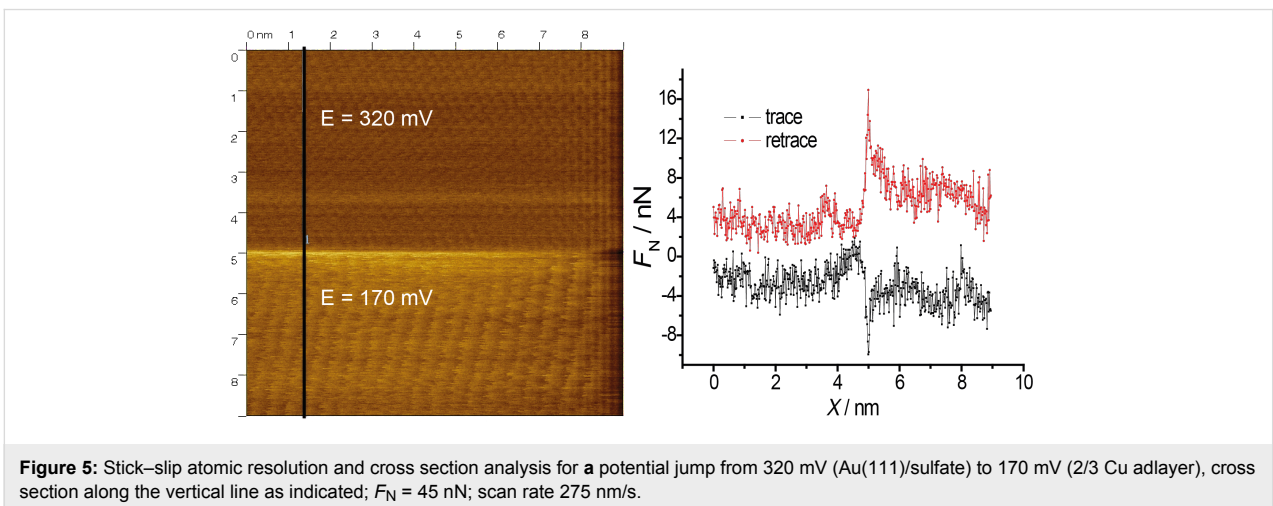 0 nm 1 2 3 4 5 6 7 8
0
1
2
3
4
5
6
7
8
E = 320 mV
E = 170 mV
16
12
8
4
0
-4
-8
FN / nN
trace
retrace
0 2 4 6 8 10
X / nm
Figure 5: Stick–slip atomic resolution and cross section analysis for a potential jump from 320 mV (Au(111)/sulfate) to 170 mV (2/3 Cu adlayer), cross
section along the vertical line as indicated; FN = 45 nN; scan rate 275 nm/s.